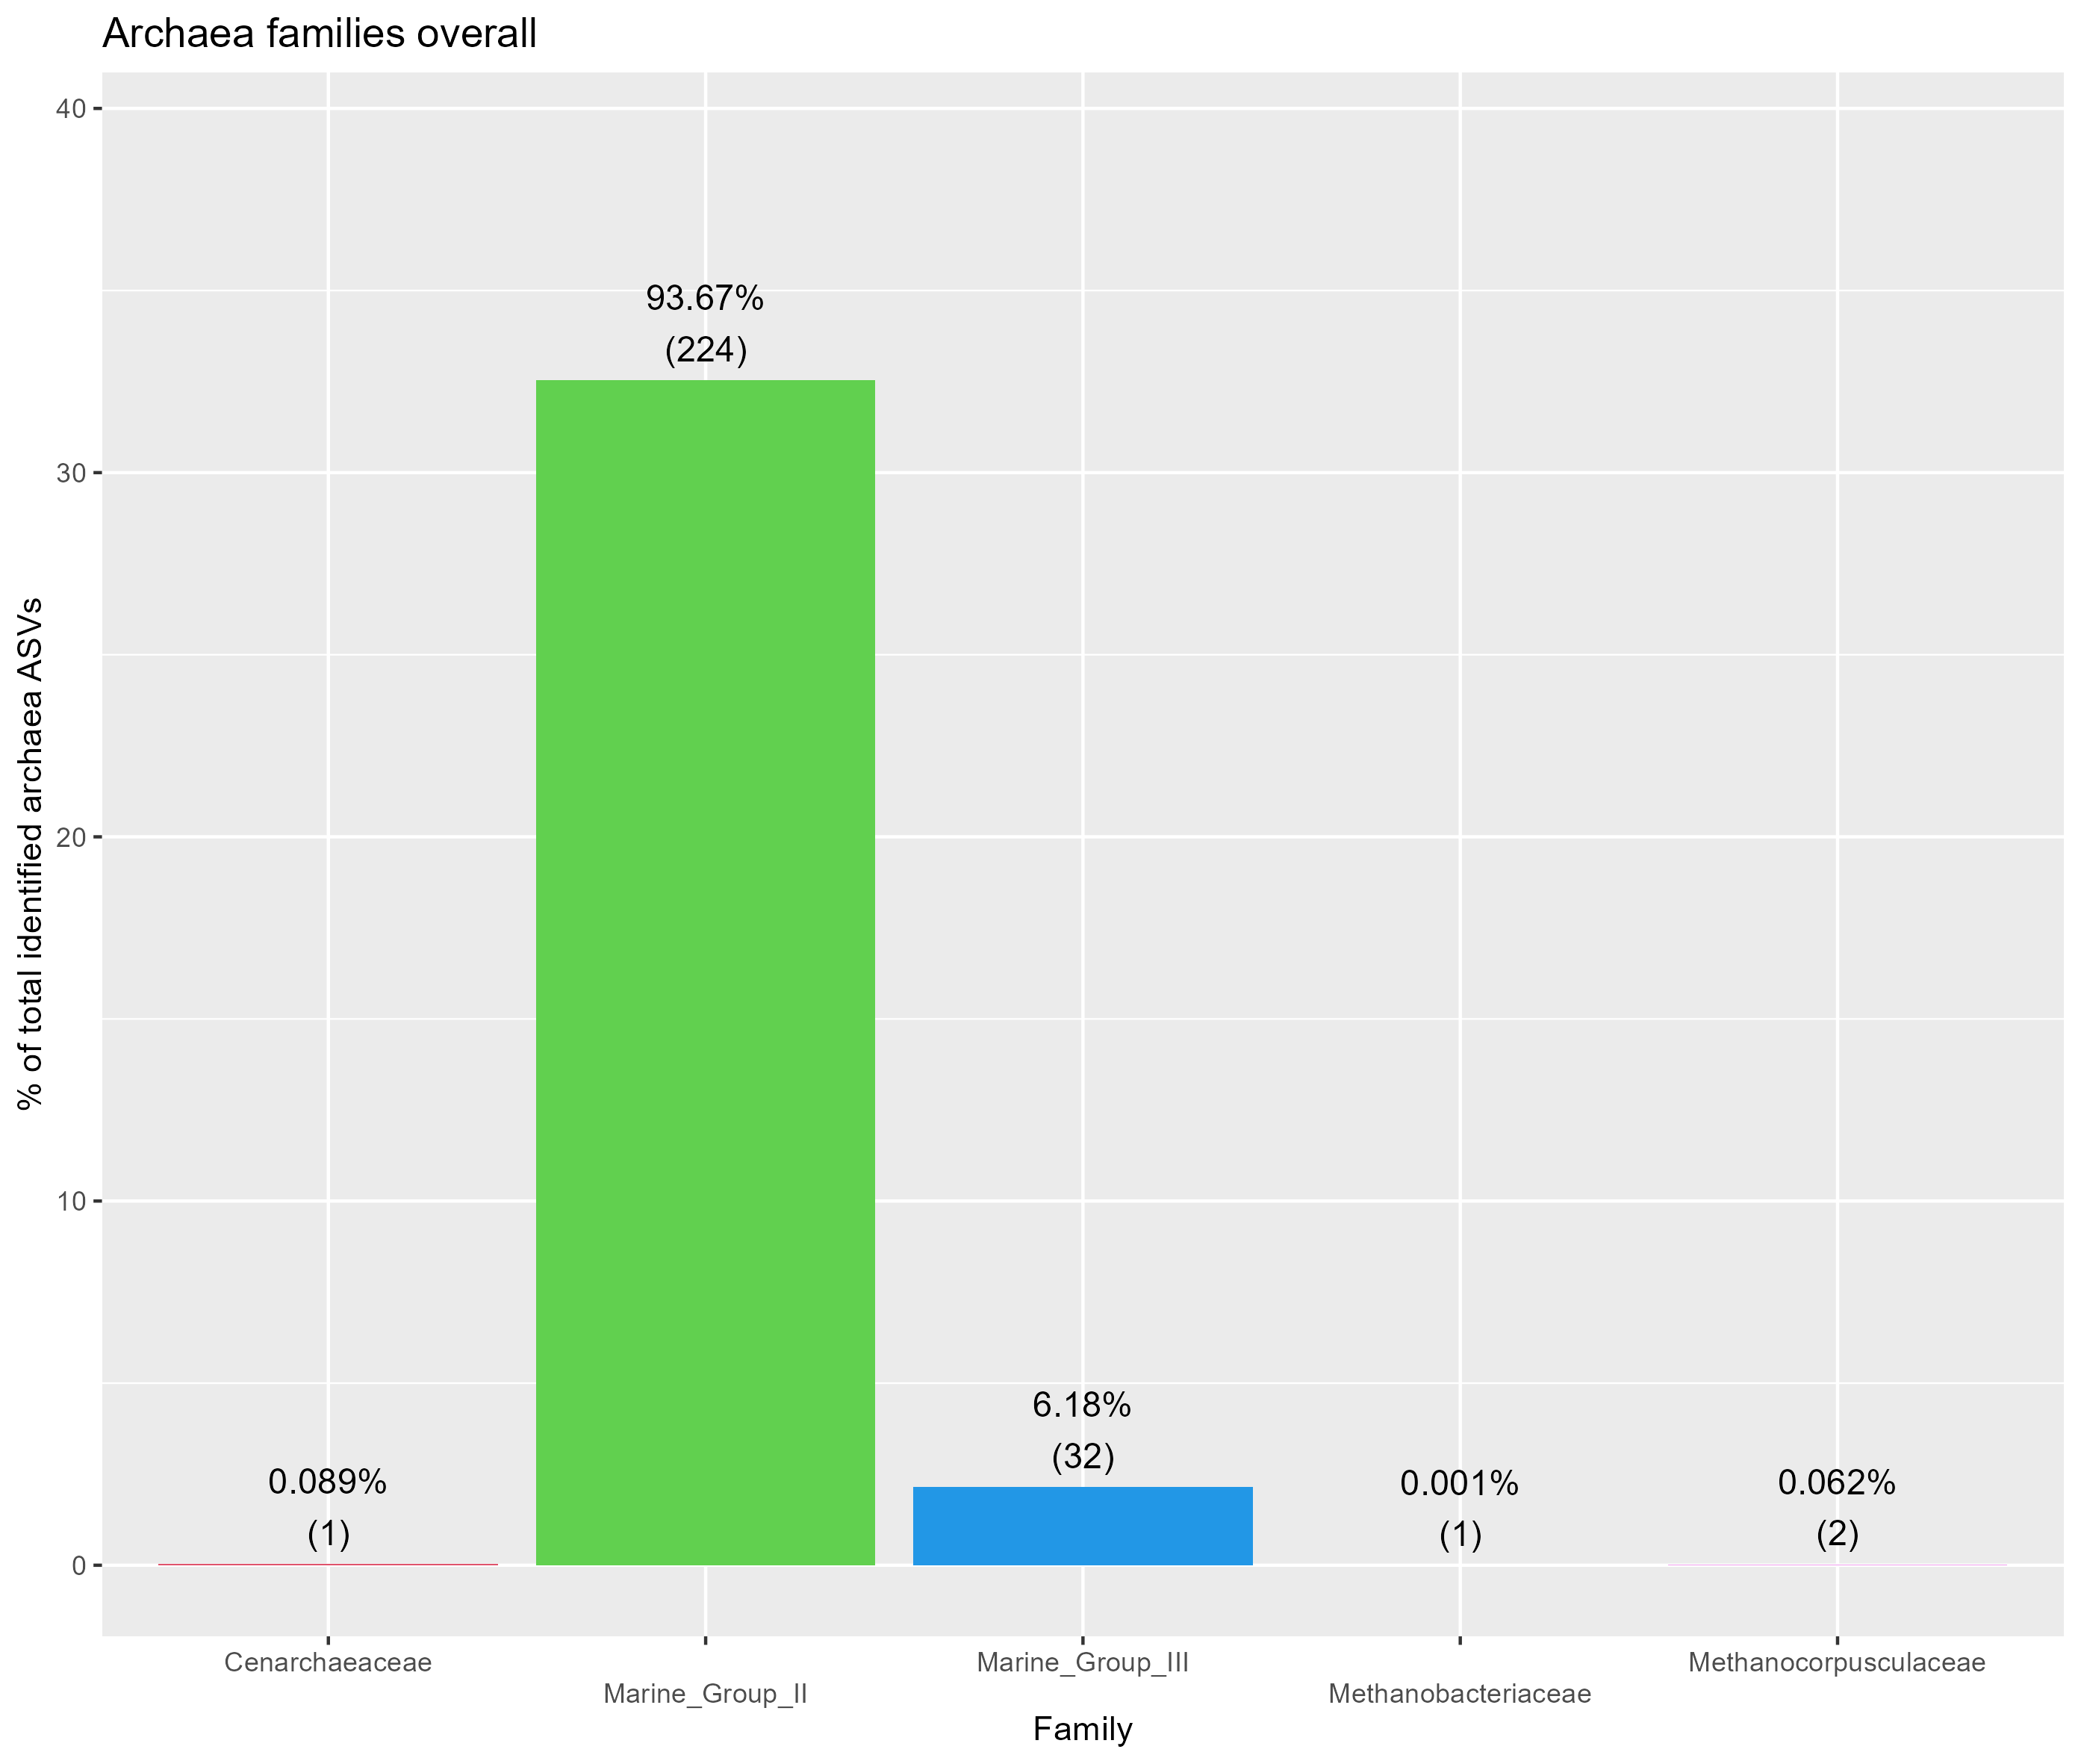 Archaea families overall
% of total identified archaea ASVs
40
30
20
10
0
93.67%
(224)
6.18%
(32)
0.089%
(1)
0.001%
(1)
0.062%
(2)
Cenarchaeaceae
Marine_Group_II
Marine_Group_III
Methanobacteriaceae
Methanocorpusculaceae
Family